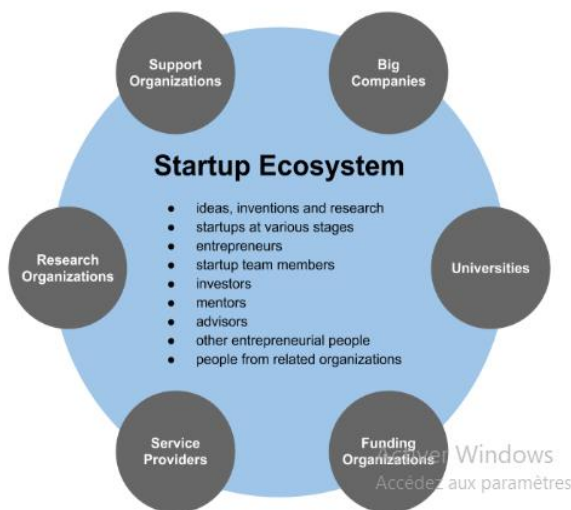 Support
Organizations
Big
Companies
Startup Ecosystem
● ideas, inventions and research
● startups at various stages
● entrepreneurs
● startup team members
● investors
● mentors
● advisors
● other entrepreneurial people
● people from related organizations
Research
Organizations
Universities
Service
Providers
Funding
Organizations
Activer Windows
Accédez aux paramètres